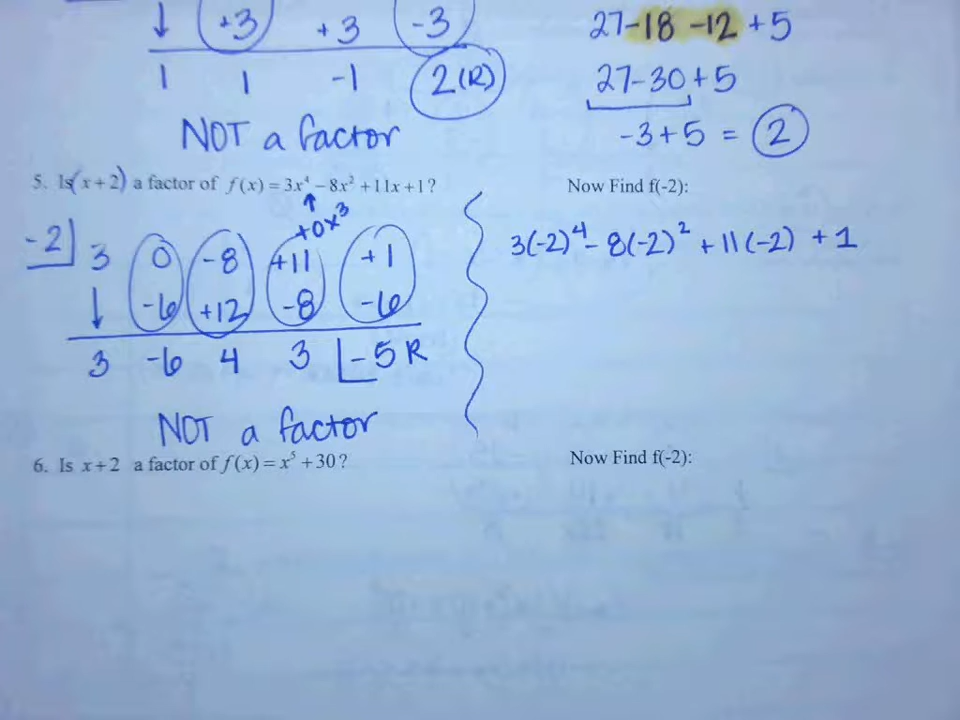 ↓ +3 +3 -3
1 1 -1 2(R)
NOT a factor
27-18 -12 +5
27-30 +5
-3+5 = 2
5. Is (x+2) a factor of f(x) = 3x⁴ - 8x² + 11x + 1?
↑
+0x³
-2 3 0 -8 +11 +1
↓ -6 +12 -8 -6
3 -6 4 3 -5 R
NOT a factor
Now Find f(-2):
3(-2)⁴ - 8(-2)² + 11(-2) + 1
6. Is x+2 a factor of f(x) = x⁵ + 30?
Now Find f(-2):